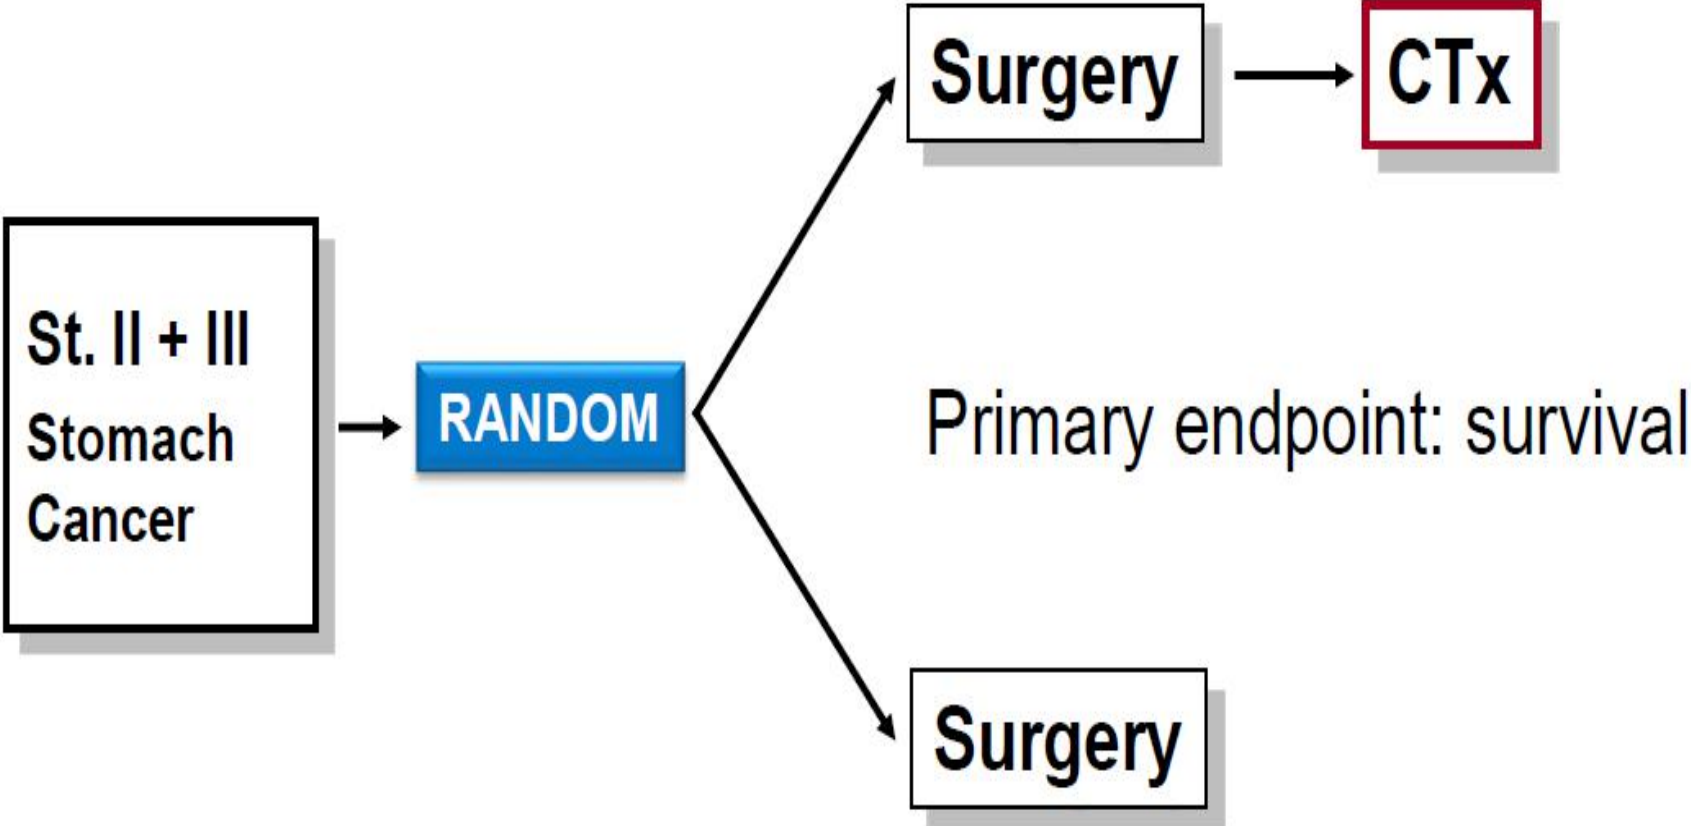 Surgery
CTx
St. II + III
Stomach
Cancer
RANDOM
Primary endpoint: survival
Surgery